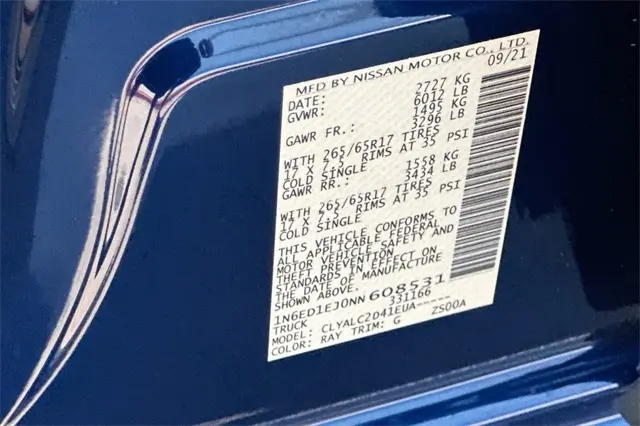 MFD BY NISSAN MOTOR CO., LTD.
DATE: 09/21
GVWR: 2727 KG
6012 LB
GAWR FR.: 1495 KG
3296 LB
WITH 265/65R17 TIRES
17 X 7.5 RIMS AT 35 PSI
COLD SINGLE
GAWR RR.: 1558 KG
3434 LB
WITH 265/65R17 TIRES
17 X 7.5 RIMS AT 35 PSI
COLD SINGLE
THIS VEHICLE CONFORMS TO
ALL APPLICABLE FEDERAL
MOTOR VEHICLE SAFETY AND
THEFT PREVENTION
STANDARDS IN EFFECT ON
THE DATE OF MANUFACTURE
SHOWN ABOVE.
1N6ED1EJ0NN608531
TRUCK 331166
MODEL: CLYALC2D41EUA-----
COLOR: RAY TRIM: G ZS00A